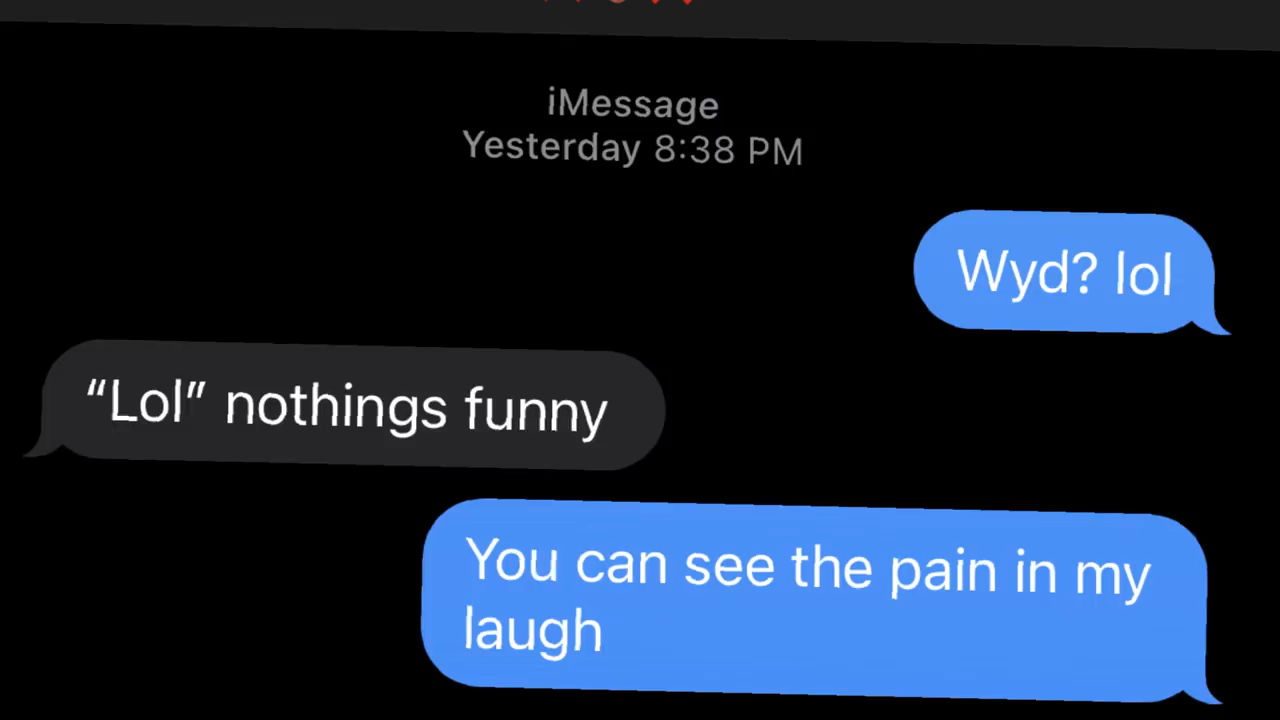 iMessage
Yesterday 8:38 PM
Wyd? lol
“Lol” nothings funny
You can see the pain in my
laugh